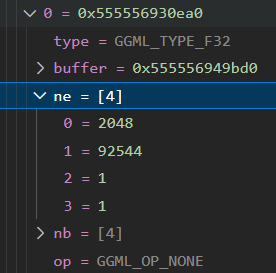 0 = 0x555556930ea0
type = GGML_TYPE_F32
buffer = 0x555556949bd0
ne = [4]
0 = 2048
1 = 92544
2 = 1
3 = 1
nb = [4]
op = GGML_OP_NONE